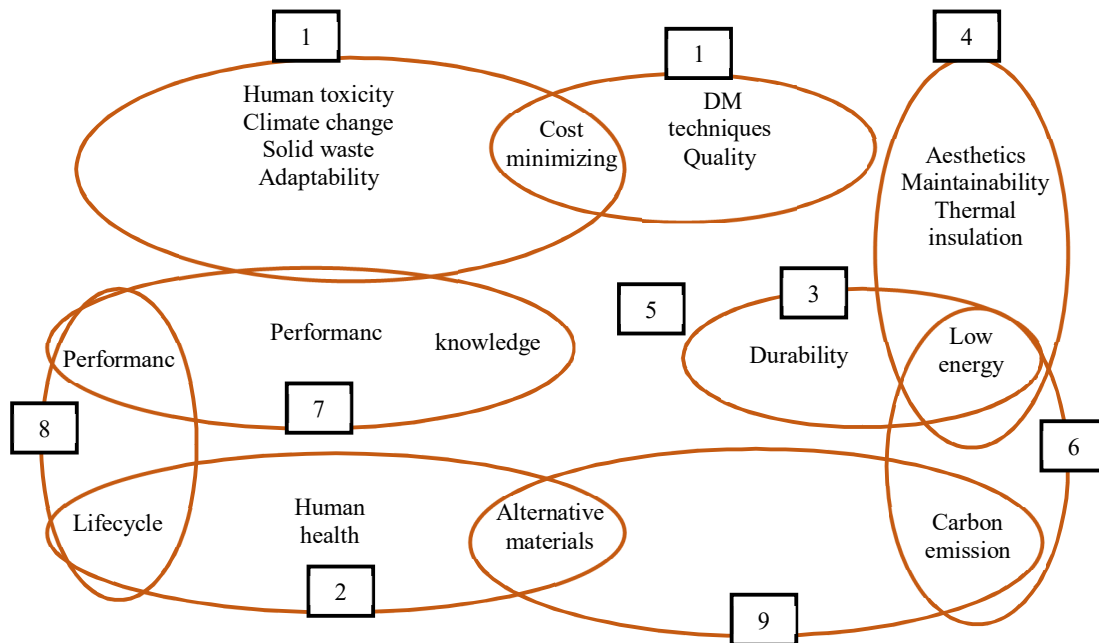 1
1
4
Human toxicity
Climate change
Solid waste
Adaptability
Cost
minimizing
DM
techniques
Quality
Aesthetics
Maintainability
Thermal
insulation
5
3
Performanc
Performanc
knowledge
Durability
Low
energy
8
7
6
Lifecycle
Human
health
Alternative
materials
Carbon
emission
2
9